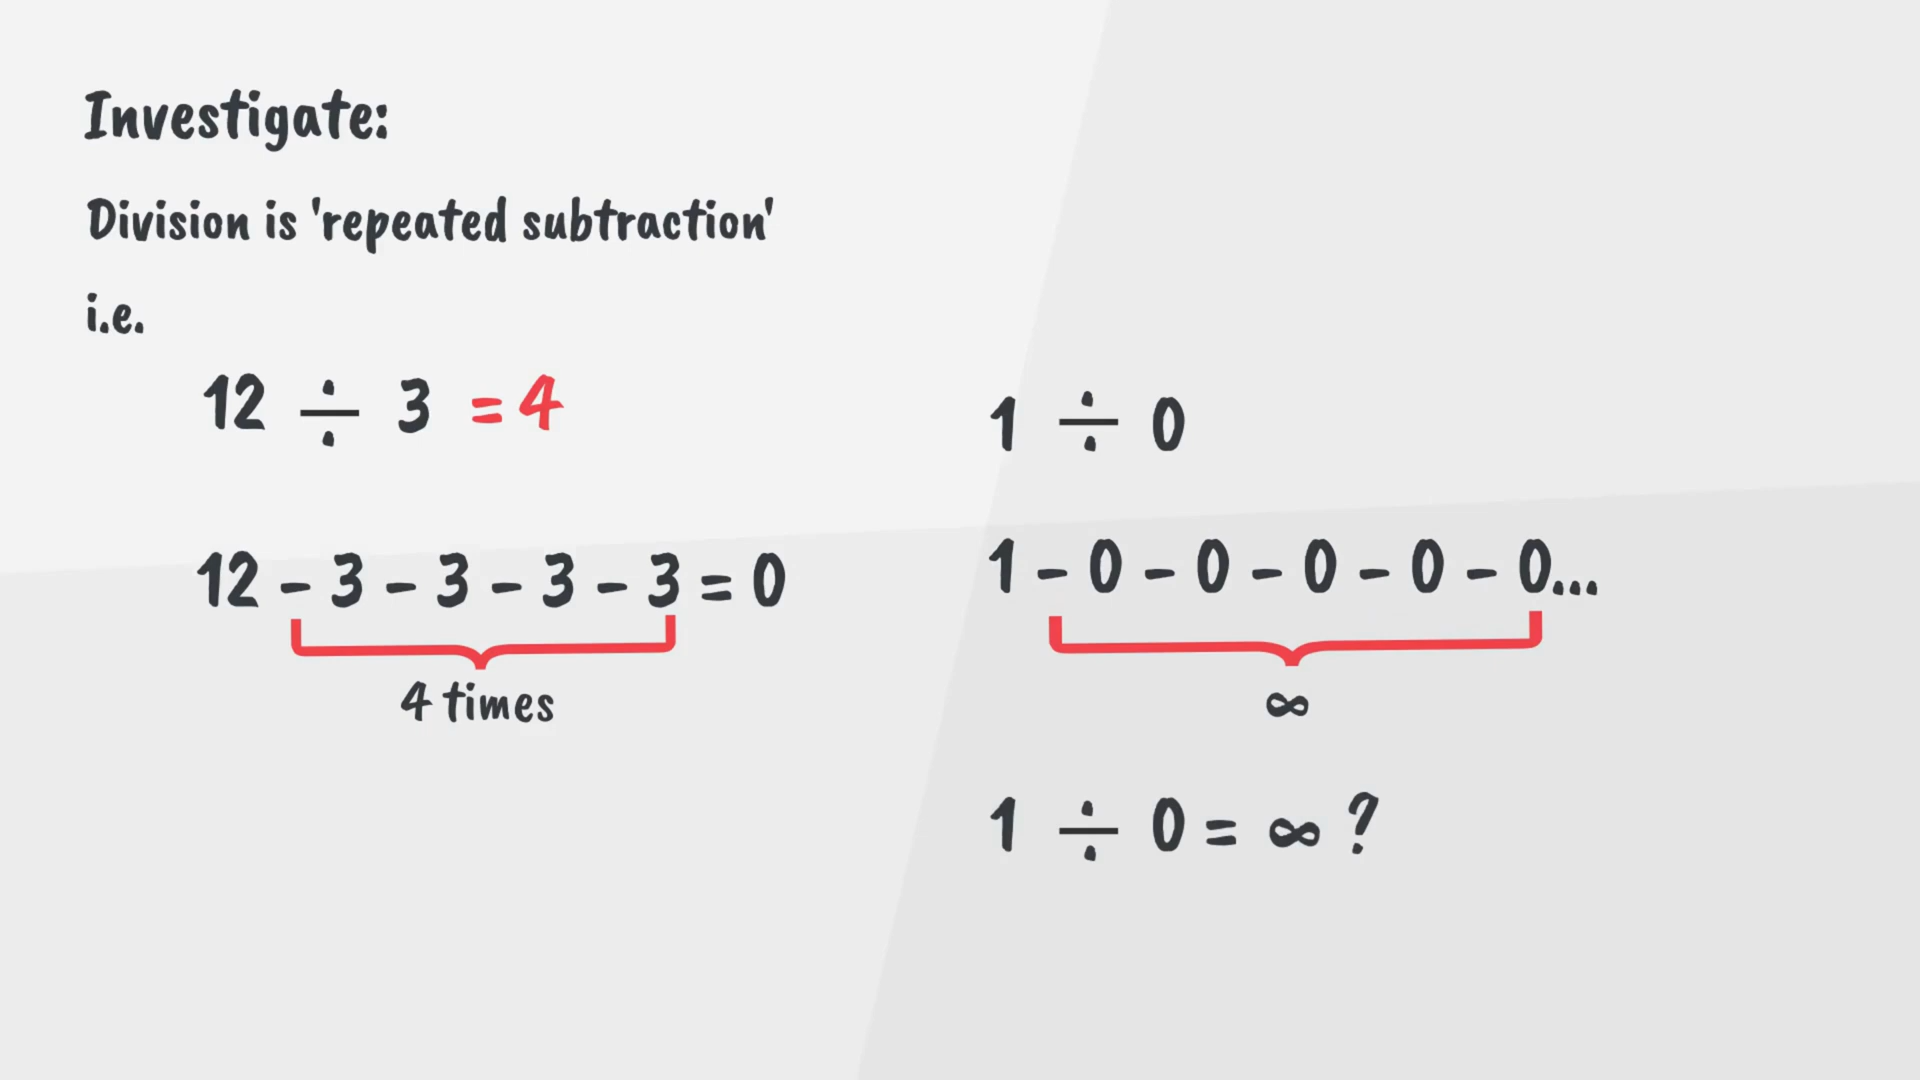 Investigate:
Division is 'repeated subtraction'
i.e.
12 ÷ 3 = 4
12 - 3 - 3 - 3 - 3 = 0
4 times
1 ÷ 0
1 - 0 - 0 - 0 - 0 - 0...
∞
1 ÷ 0 = ∞ ?